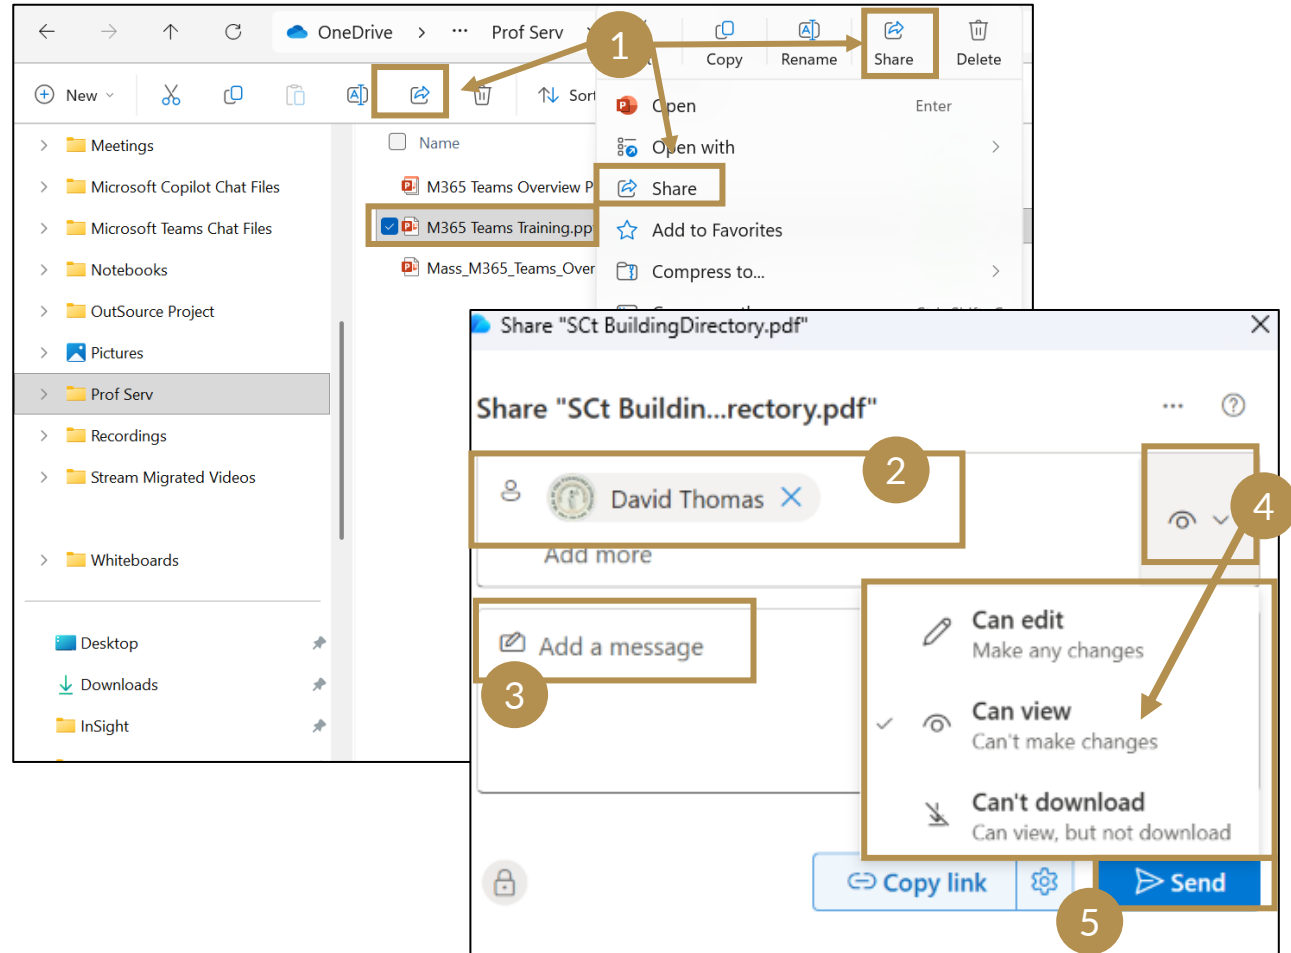 OneDrive > ... Prof Serv
1
Copy
Rename
Share
Delete
New
Sort
Meetings
Microsoft Copilot Chat Files
Microsoft Teams Chat Files
Notebooks
OutSource Project
Pictures
Prof Serv
Recordings
Stream Migrated Videos
Whiteboards
Desktop
Downloads
InSight
Name
M365 Teams Overview P
M365 Teams Training.pp
Mass_M365_Teams_Over
Open Enter
Open with
Share
Add to Favorites
Compress to...
Share "SCt BuildingDirectory.pdf"
Share "SCt Buildin...rectory.pdf"
2
David Thomas
Add more
4
Add a message
3
Can edit
Make any changes
Can view
Can't make changes
Can't download
Can view, but not download
Copy link
Send
5